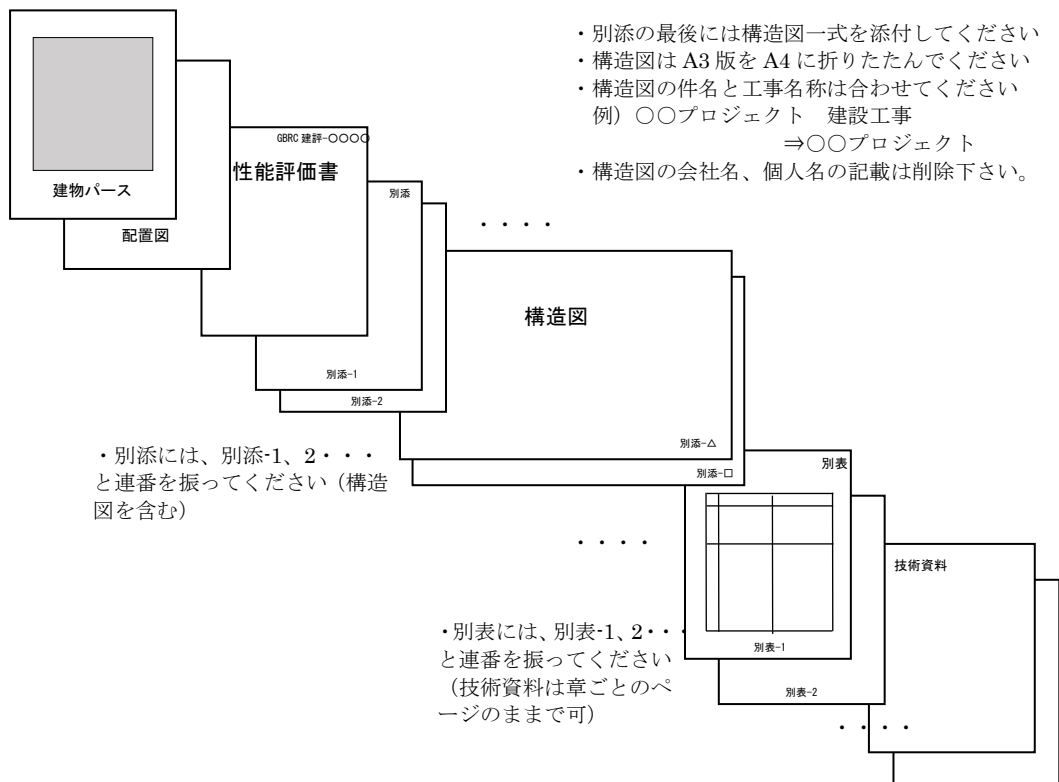 ・別添の最後には構造図一式を添付してください
・構造図は A3 版を A4 に折りたたんでください
・構造図の件名と工事名称は合わせてください
例）○○プロジェクト　建設工事
⇒○○プロジェクト
・構造図の会社名、個人名の記載は削除下さい。
建物パース
配置図
GBRC 建評-○○○○
性能評価書
別添
別添-1
別添-2
・・・・
構造図
別添-△
別添-□
・別添には、別添-1、2・・・
と連番を振ってください（構造
図を含む）
・・・・
別表
別表-1
別表-2
・別表には、別表-1、2・・・
と連番を振ってください
（技術資料は章ごとのペ
ージのままで可）
技術資料
・・・・